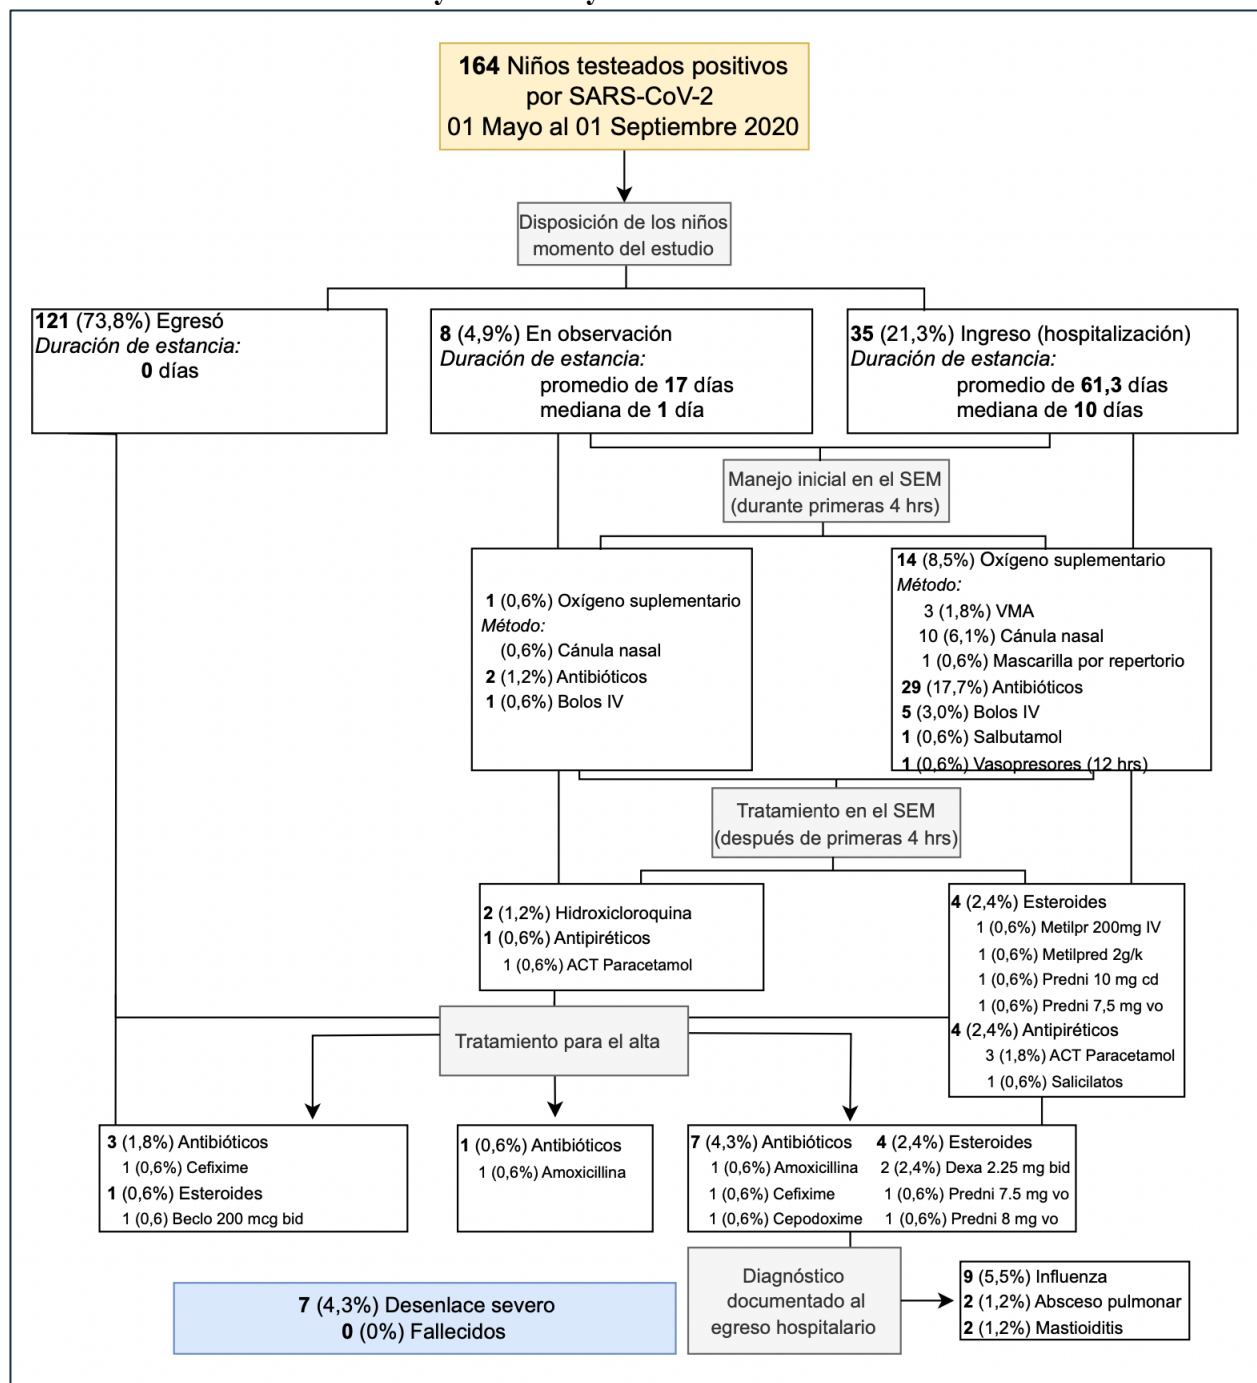 164 Niños testeados positivos
por SARS-CoV-2
01 Mayo al 01 Septiembre 2020
Disposición de los niños
momento del estudio
121 (73,8%) Egresó
Duración de estancia:
0 días
8 (4,9%) En observación
Duración de estancia:
promedio de 17 días
mediana de 1 día
35 (21,3%) Ingreso (hospitalización)
Duración de estancia:
promedio de 61,3 días
mediana de 10 días
Manejo inicial en el SEM
(durante primeras 4 hrs)
1 (0,6%) Oxígeno suplementario
Método:
(0,6%) Cánula nasal
2 (1,2%) Antibióticos
1 (0,6%) Bolos IV
14 (8,5%) Oxígeno suplementario
Método:
3 (1,8%) VMA
10 (6,1%) Cánula nasal
1 (0,6%) Mascarilla por repertorio
29 (17,7%) Antibióticos
5 (3,0%) Bolos IV
1 (0,6%) Salbutamol
1 (0,6%) Vasopresores (12 hrs)
Tratamiento en el SEM
(después de primeras 4 hrs)
2 (1,2%) Hidroxicloroquina
1 (0,6%) Antipiréticos
1 (0,6%) ACT Paracetamol
4 (2,4%) Esteroides
1 (0,6%) Metilpr 200mg IV
1 (0,6%) Metilpred 2g/k
1 (0,6%) Predni 10 mg cd
1 (0,6%) Predni 7,5 mg vo
4 (2,4%) Antipiréticos
3 (1,8%) ACT Paracetamol
1 (0,6%) Salicilatos
Tratamiento para el alta
3 (1,8%) Antibióticos
1 (0,6%) Cefixime
1 (0,6%) Esteroides
1 (0,6) Beclo 200 mcg bid
1 (0,6%) Antibióticos
1 (0,6%) Amoxicillina
7 (4,3%) Antibióticos
1 (0,6%) Amoxicillina
1 (0,6%) Cefixime
1 (0,6%) Cepodoxime
4 (2,4%) Esteroides
2 (2,4%) Dexa 2.25 mg bid
1 (0,6%) Predni 7.5 mg vo
1 (0,6%) Predni 8 mg vo
Diagnóstico
documentado al
egreso hospitalario
9 (5,5%) Influenza
2 (1,2%) Absceso pulmonar
2 (1,2%) Mastioiditis
7 (4,3%) Desenlace severo
0 (0%) Fallecidos